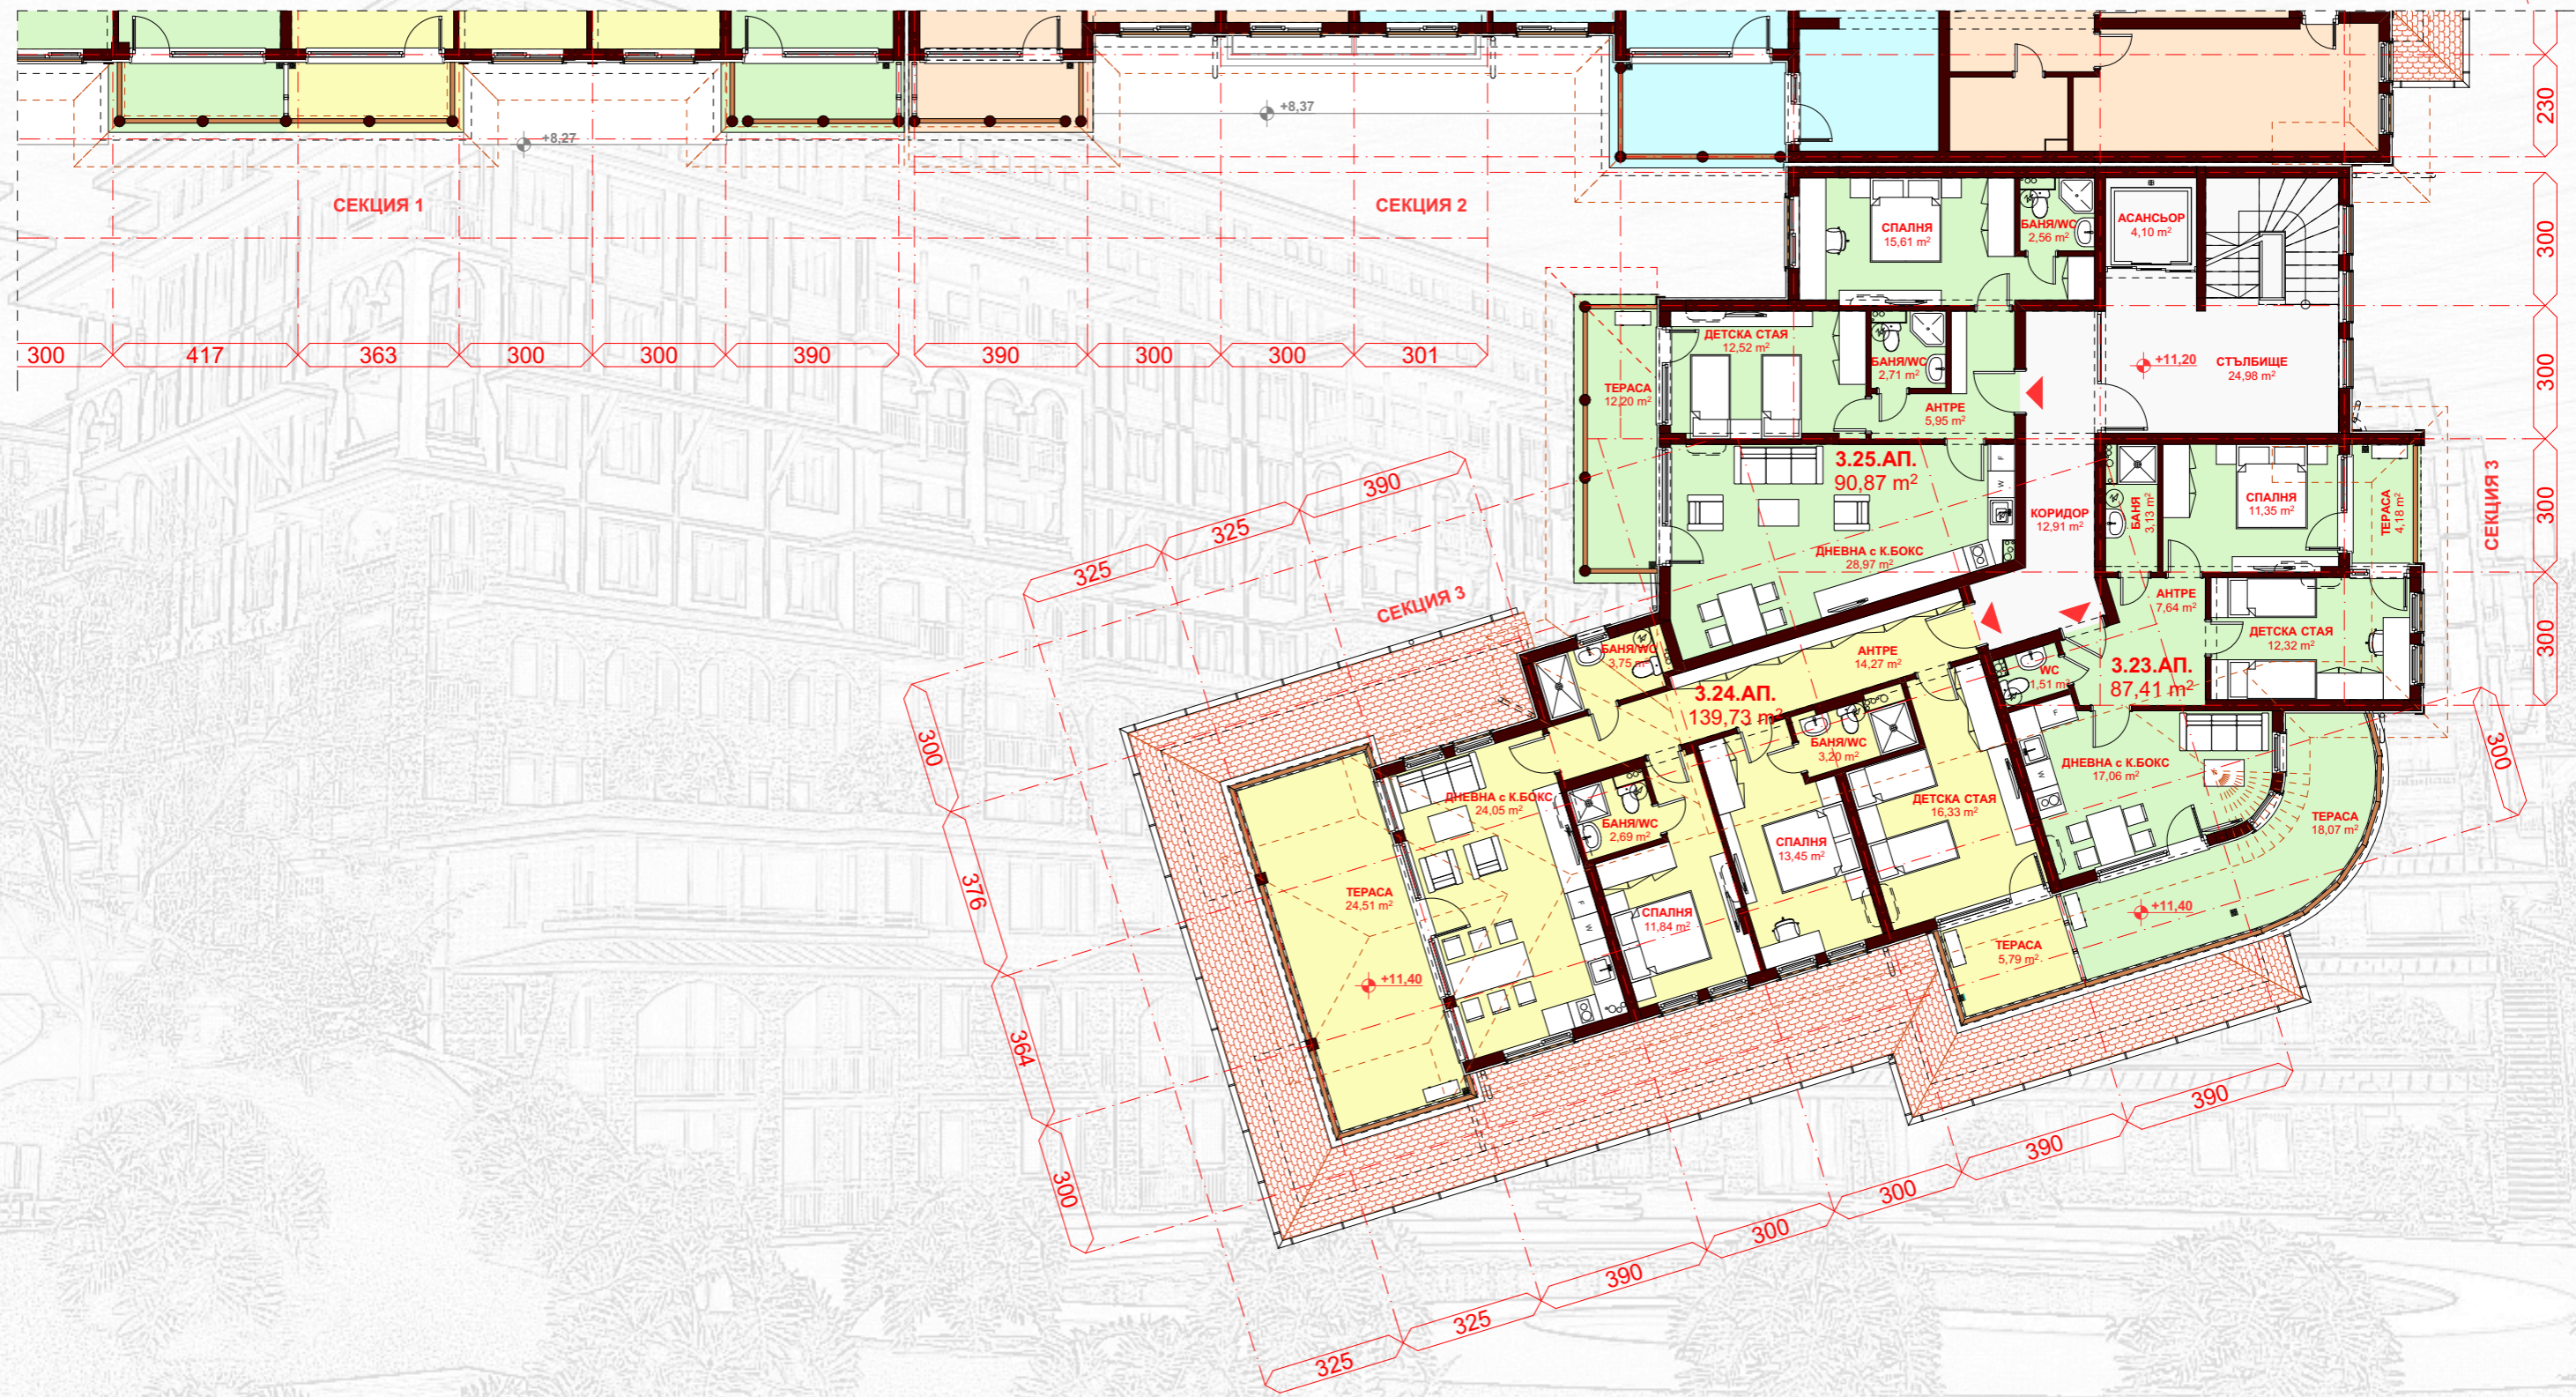 +8,37
+8,27
230
СЕКЦИЯ 1
СЕКЦИЯ 2
СПАЛНЯ
15,61 m²
БАНЯ/WC
2,56 m²
АСАНСЬОР
4,10 m²
300
300
417
363
300
300
390
390
300
300
301
ДЕТСКА СТАЯ
12,52 m²
БАНЯ/WC
2,71 m²
ТЕРАСА
12,20 m²
АНТРЕ
5,95 m²
+11,20
СТЪЛБИЩЕ
24,98 m²
300
3.25.АП.
90,87 m²
F
W
ДНЕВНА с К.БОКС
28,97 m²
КОРИДОР
12,91 m²
БАНЯ
3,13 m²
СПАЛНЯ
11,35 m²
ТЕРАСА
4,18 m²
СЕКЦИЯ 3
300
390
325
325
СЕКЦИЯ 3
АНТРЕ
7,64 m²
ДЕТСКА СТАЯ
12,32 m²
300
БАНЯ/WC
3,75 m²
АНТРЕ
14,27 m²
WC
1,51 m²
3.23.АП.
87,41 m²
3.24.АП.
139,73 m²
F
W
БАНЯ/WC
3,20 m²
ДНЕВНА с К.БОКС
17,06 m²
300
300
ДНЕВНА с К.БОКС
24,05 m²
БАНЯ/WC
2,69 m²
ДЕТСКА СТАЯ
16,33 m²
ТЕРАСА
18,07 m²
СПАЛНЯ
13,45 m²
376
ТЕРАСА
24,51 m²
F
W
СПАЛНЯ
11,84 m²
+11,40
ТЕРАСА
5,79 m²
+11,40
364
300
390
390
300
300
390
325
325